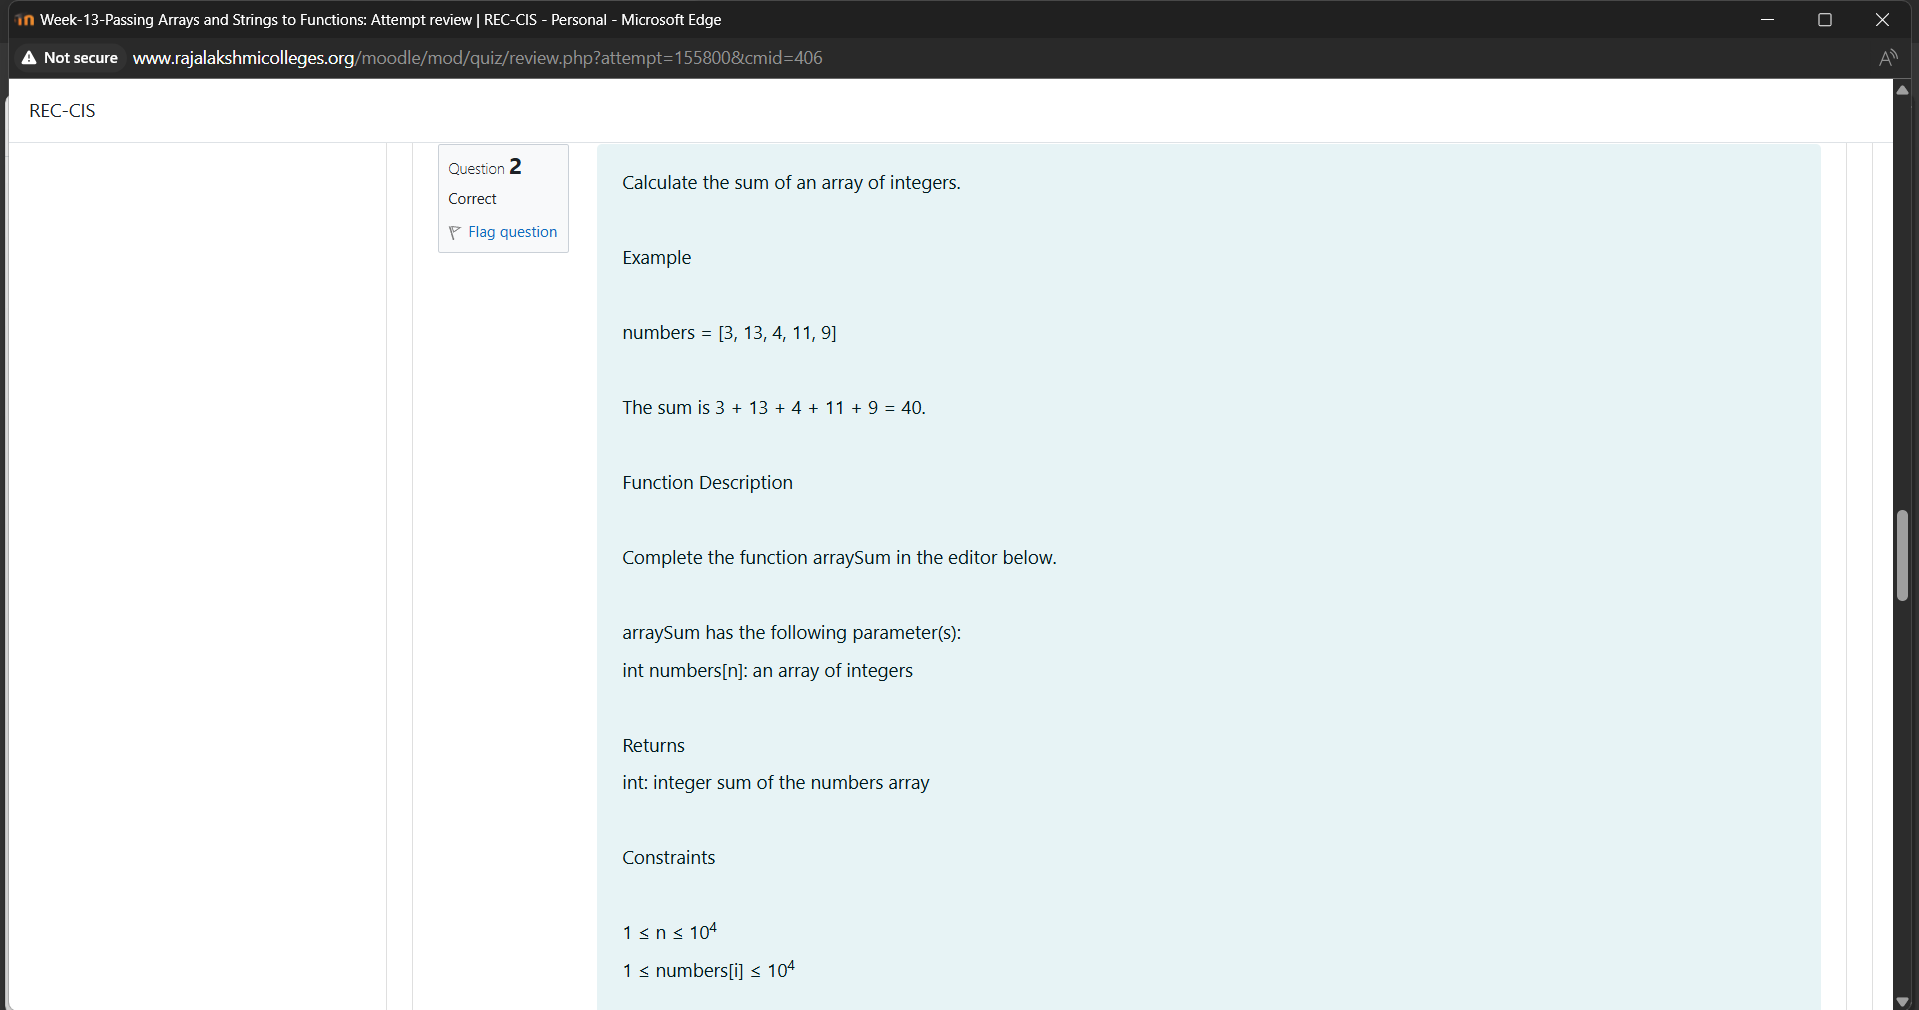 Week-13-Passing Arrays and Strings to Functions: Attempt review | REC-CIS - Personal - Microsoft Edge
Not secure www.rajalakshmicolleges.org/moodle/mod/quiz/review.php?attempt=155800&cmid=406
REC-CIS
Question 2
Correct
Flag question
Calculate the sum of an array of integers.
Example
numbers = [3, 13, 4, 11, 9]
The sum is 3 + 13 + 4 + 11 + 9 = 40.
Function Description
Complete the function arraySum in the editor below.
arraySum has the following parameter(s):
int numbers[n]: an array of integers
Returns
int: integer sum of the numbers array
Constraints
1 ≤ n ≤ 10⁴
1 ≤ numbers[i] ≤ 10⁴